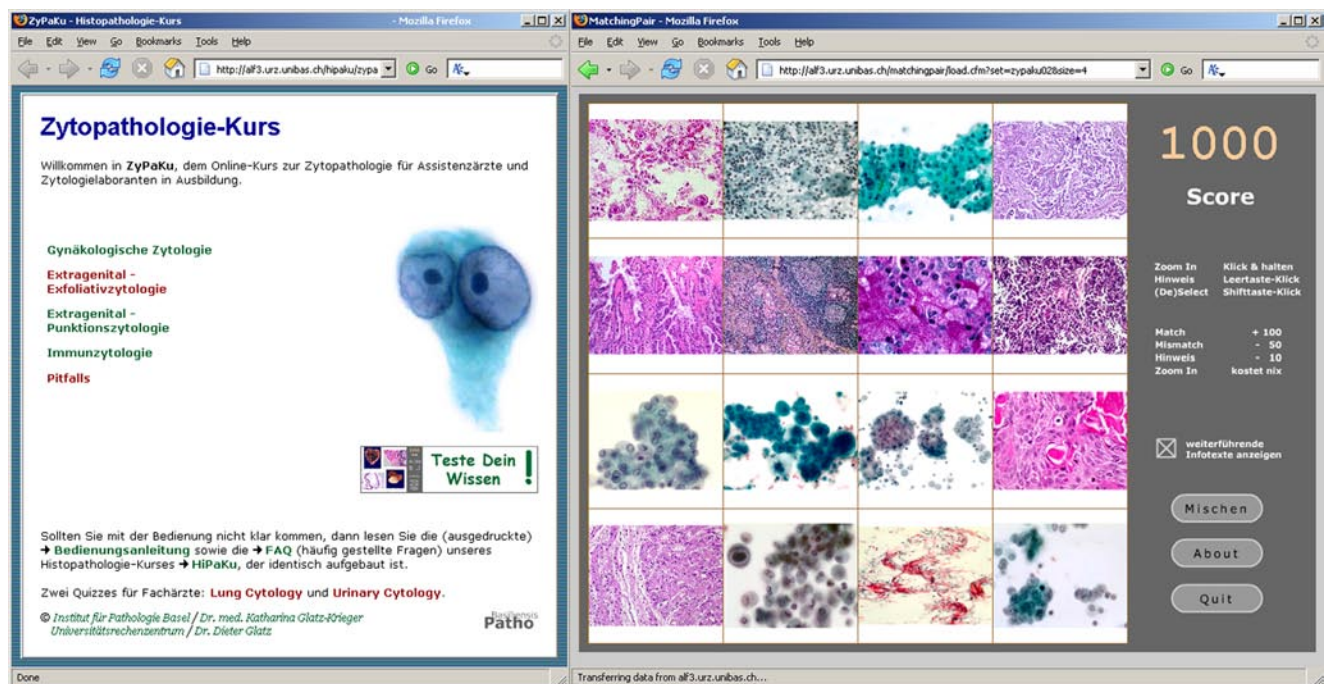 ZyPaKu - Histopathologie-Kurs - Mozilla Firefox
File Edit View Go Bookmarks Tools Help
http://alf3.urz.unibas.ch/hipaku/zypa Go
Zytopathologie-Kurs
Willkommen in ZyPaKu, dem Online-Kurs zur Zytopathologie für Assistenzärzte und
Zytologielaboranten in Ausbildung.
Gynäkologische Zytologie
Extragenital -
Exfoliativzytologie
Extragenital -
Punktionszytologie
Immunzytologie
Pitfalls
Teste Dein
Wissen !
Sollten Sie mit der Bedienung nicht klar kommen, dann lesen Sie die (ausgedruckte)
➔ Bedienungsanleitung sowie die ➔ FAQ (häufig gestellte Fragen) unseres
Histopathologie-Kurses ➔ HiPaKu, der identisch aufgebaut ist.
Zwei Quizzes für Fachärzte: Lung Cytology und Urinary Cytology.
© Institut für Pathologie Basel / Dr. med. Katharina Glatz-Krieger
Universitätsrechenzentrum / Dr. Dieter Glatz
Basiliensis
Patho
Done
MatchingPair - Mozilla Firefox
File Edit View Go Bookmarks Tools Help
http://alf3.urz.unibas.ch/matchingpair/load.cfm?set=zypaku02&size=4 Go
1000
Score
Zoom In Klick & halten
Hinweis Leertaste-Klick
(De)Select Shifttaste-Klick
Match + 100
Mismatch - 50
Hinweis - 10
Zoom In kostet nix
weiterführende
Infotexte anzeigen
Mischen
About
Quit
Transferring data from alf3.urz.unibas.ch...